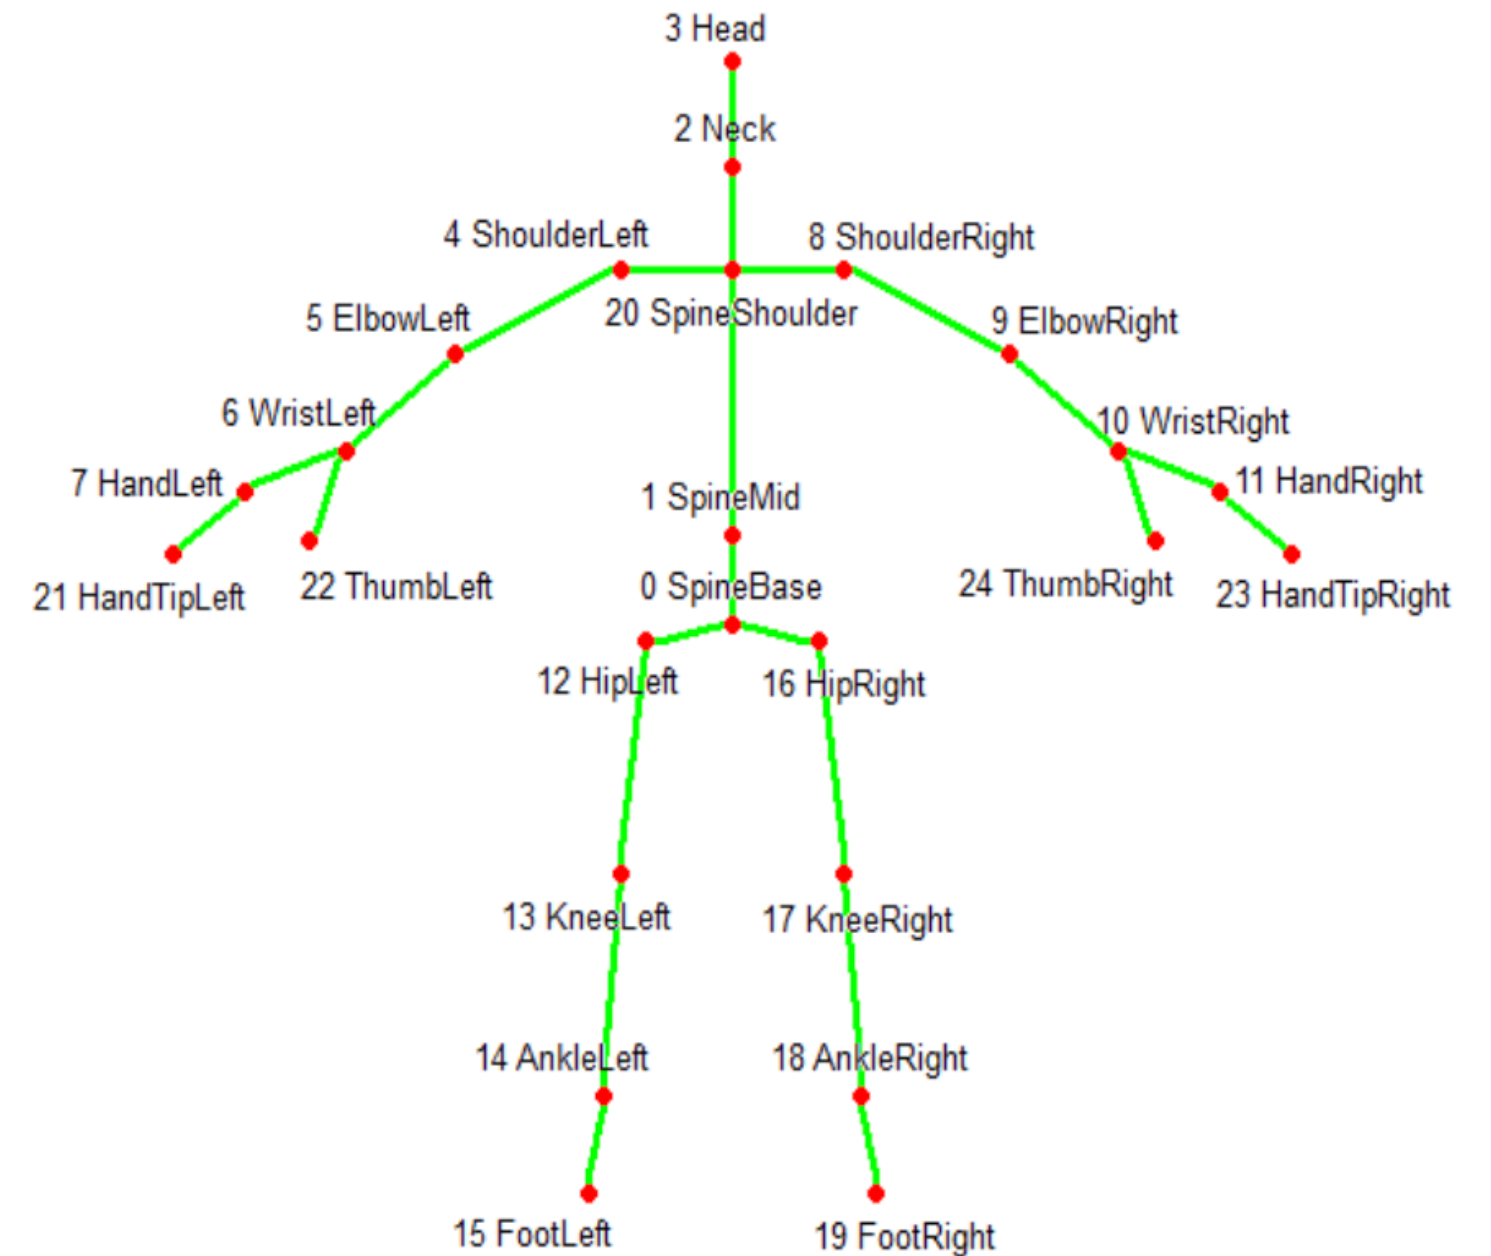 3 Head
2 Neck
4 ShoulderLeft
8 ShoulderRight
20 SpineShoulder
5 ElbowLeft
9 ElbowRight
6 WristLeft
10 WristRight
7 HandLeft
11 HandRight
1 SpineMid
21 HandTipLeft
22 ThumbLeft
0 SpineBase
24 ThumbRight
23 HandTipRight
12 HipLeft
16 HipRight
13 KneeLeft
17 KneeRight
14 AnkleLeft
18 AnkleRight
15 FootLeft
19 FootRight